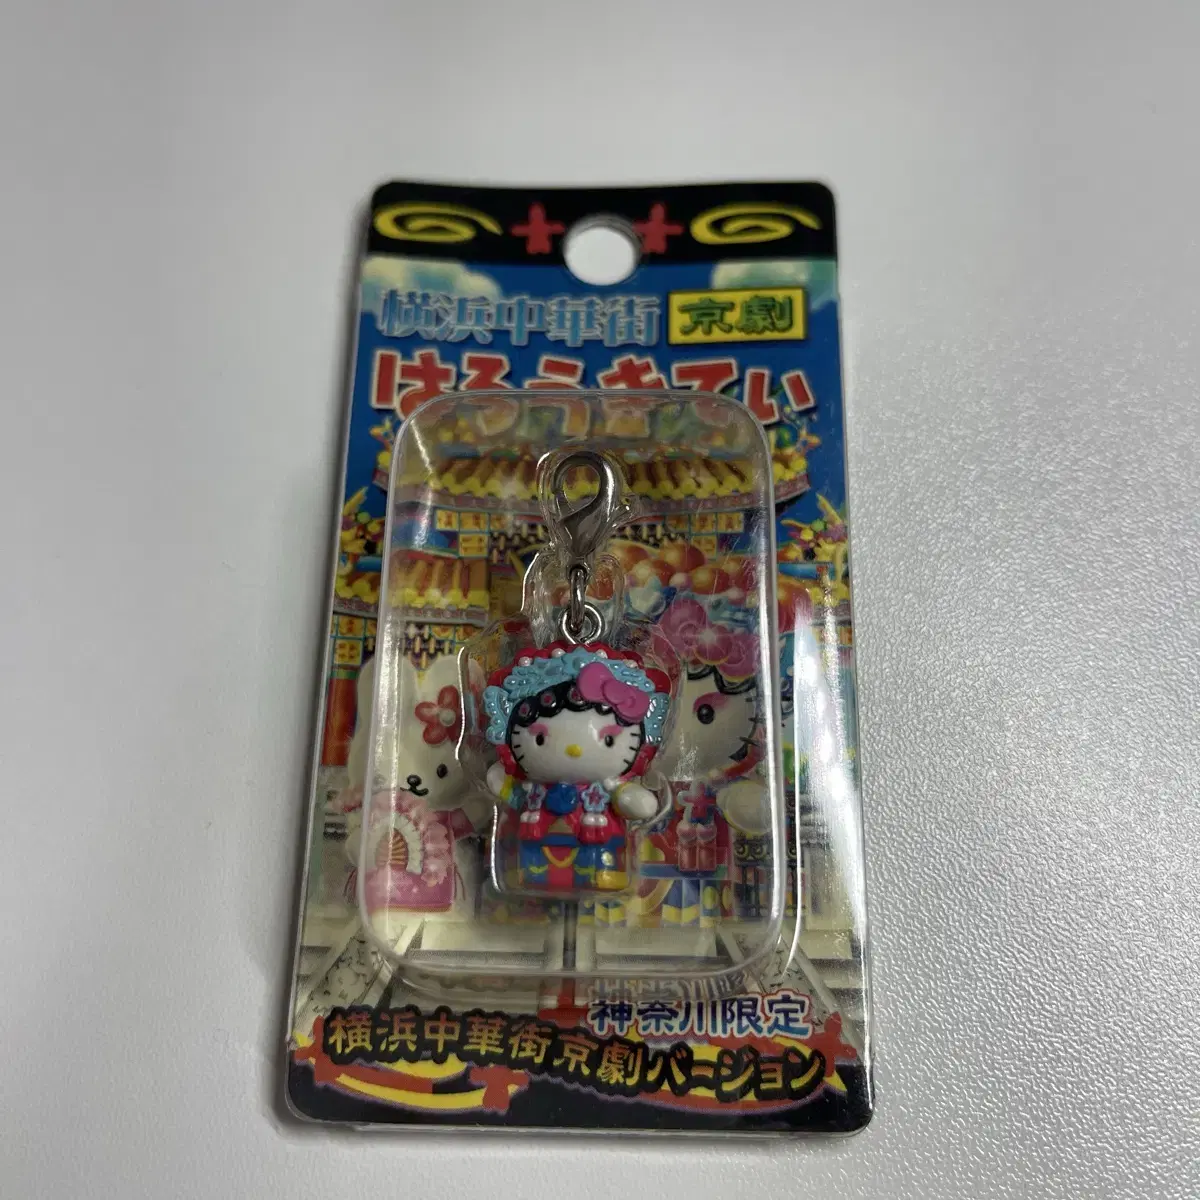 横浜中華街 京劇
はろうきてぃ
神奈川限定
横浜中華街京劇バージョン